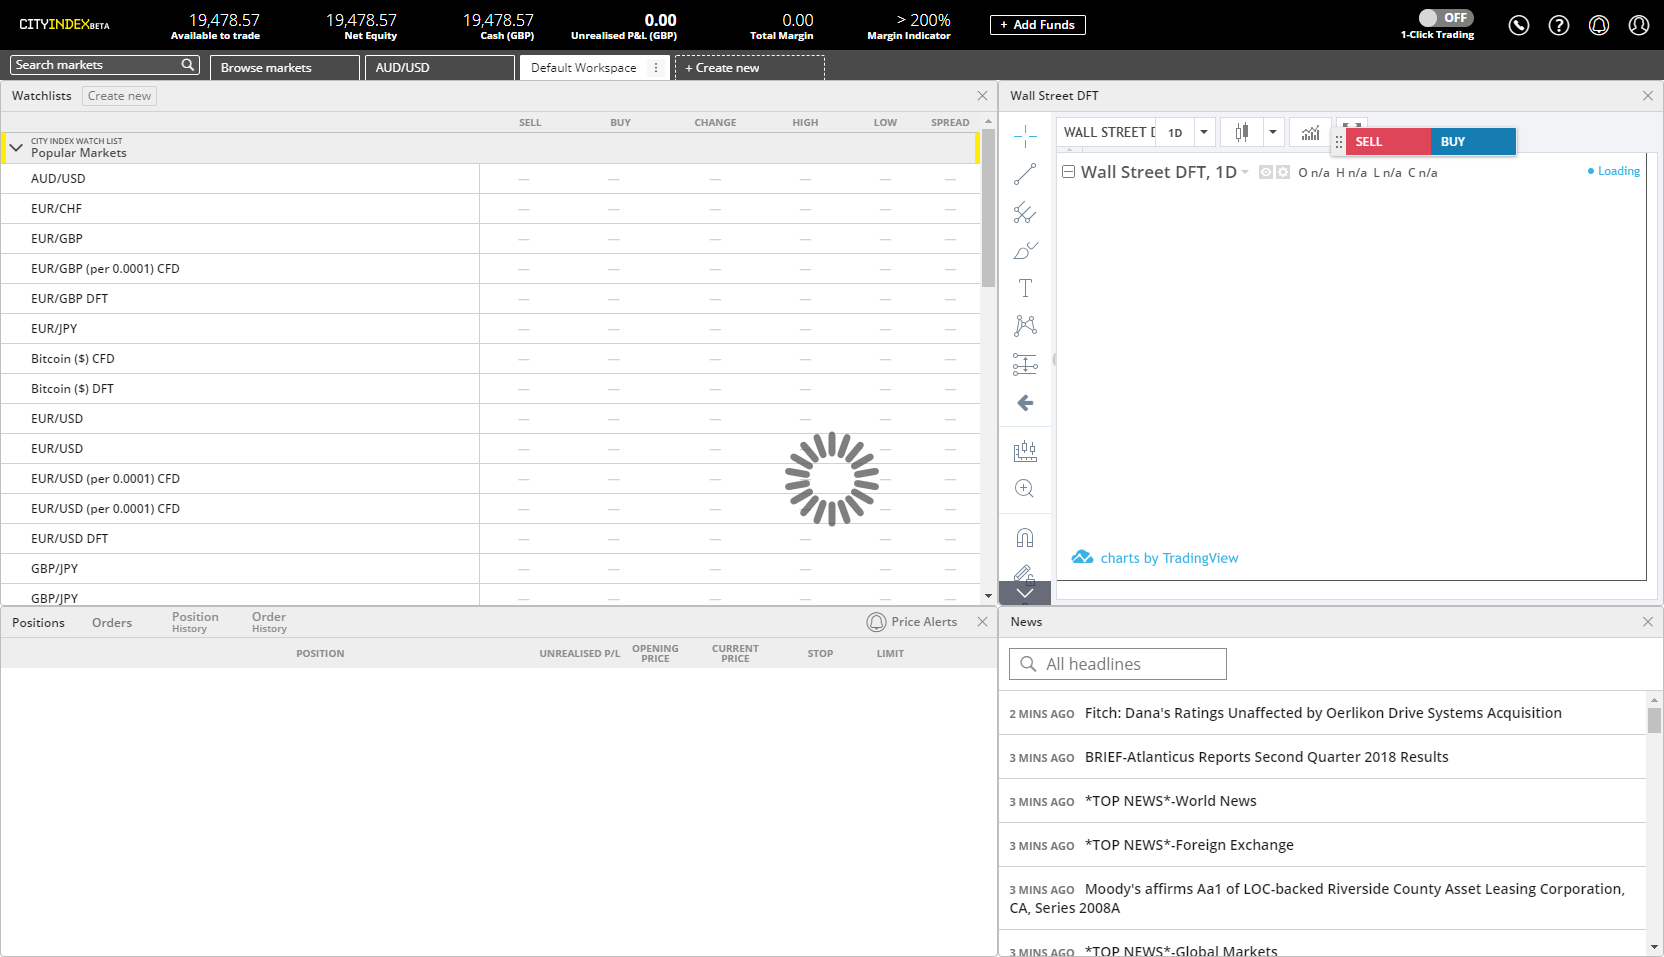 CITYINDEX BETA
19,478.57
Available to trade
19,478.57
Net Equity
19,478.57
Cash (GBP)
0.00
Unrealised P&L (GBP)
0.00
Total Margin
> 200%
Margin Indicator
+ Add Funds
OFF
1-Click Trading
Search markets
Browse markets
AUD/USD
Default Workspace
+ Create new
Watchlists
Create new
SELL BUY CHANGE HIGH LOW SPREAD
CITY INDEX WATCH LIST
Popular Markets
AUD/USD
EUR/CHF
EUR/GBP
EUR/GBP (per 0.0001) CFD
EUR/GBP DFT
EUR/JPY
Bitcoin ($) CFD
Bitcoin ($) DFT
EUR/USD
EUR/USD
EUR/USD (per 0.0001) CFD
EUR/USD (per 0.0001) CFD
EUR/USD DFT
GBP/JPY
GBP/JPY
Wall Street DFT
WALL STREET D
1D
SELL
BUY
Wall Street DFT, 1D
O n/a H n/a L n/a C n/a
Loading
T
charts by TradingView
Positions
Orders
Position
History
Order
History
Price Alerts
POSITION
UNREALISED P/L
OPENING
PRICE
CURRENT
PRICE
STOP
LIMIT
News
All headlines
2 MINS AGO Fitch: Dana's Ratings Unaffected by Oerlikon Drive Systems Acquisition
3 MINS AGO BRIEF-Atlanticus Reports Second Quarter 2018 Results
3 MINS AGO *TOP NEWS*-World News
3 MINS AGO *TOP NEWS*-Foreign Exchange
3 MINS AGO Moody's affirms Aa1 of LOC-backed Riverside County Asset Leasing Corporation,
CA, Series 2008A
3 MINS AGO *TOP NEWS*-Global Markets